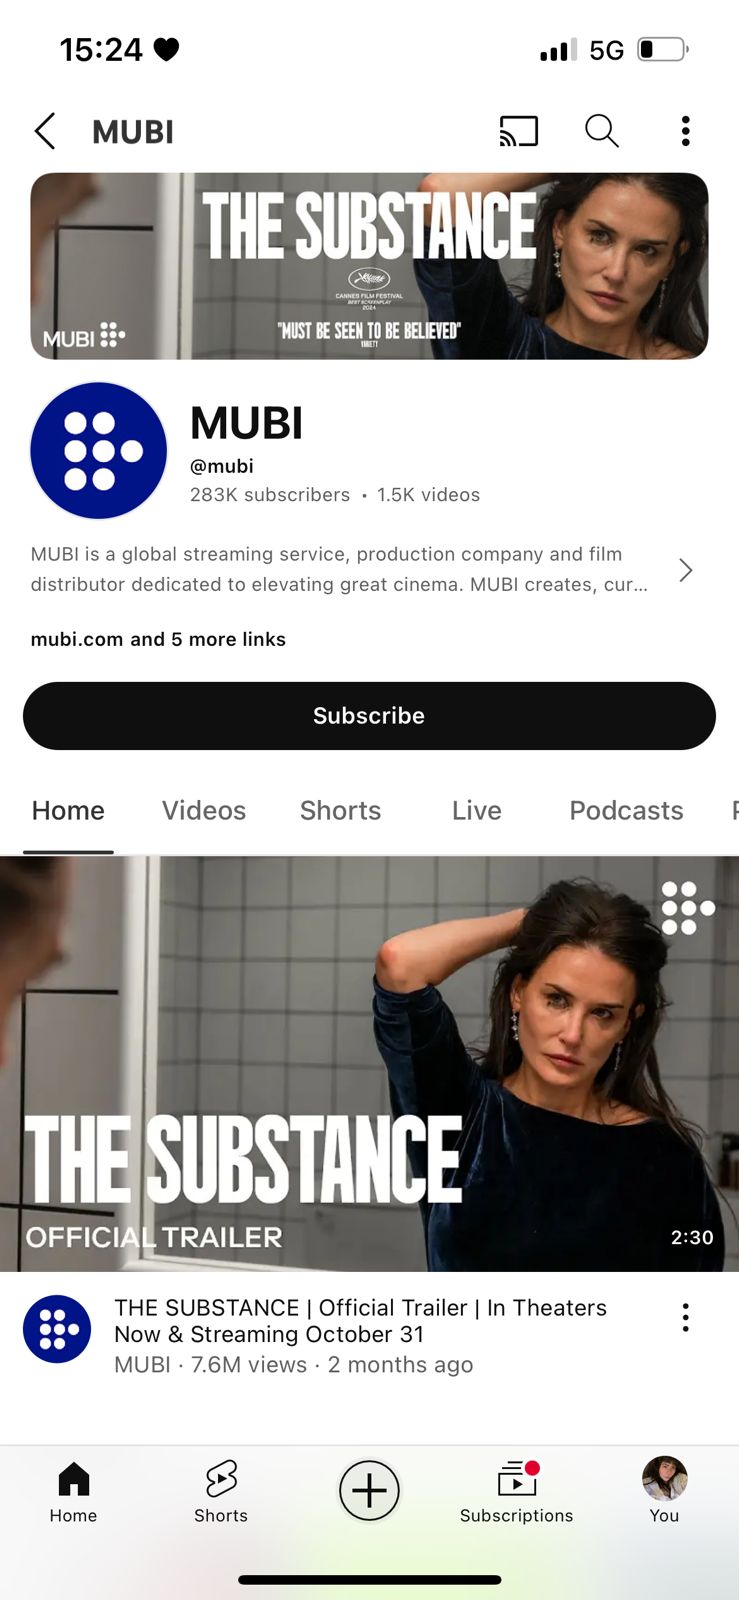 15:24
5G
MUBI
THE SUBSTANCE
CANNES FILM FESTIVAL
BEST SCREENPLAY
2024
"MUST BE SEEN TO BE BELIEVED"
VARIETY
MUBI
MUBI
@mubi
283K subscribers • 1.5K videos
MUBI is a global streaming service, production company and film
distributor dedicated to elevating great cinema. MUBI creates, cur...
mubi.com and 5 more links
Subscribe
Home Videos Shorts Live Podcasts
THE SUBSTANCE
OFFICIAL TRAILER
2:30
THE SUBSTANCE | Official Trailer | In Theaters
Now & Streaming October 31
MUBI · 7.6M views · 2 months ago
Home Shorts Subscriptions You